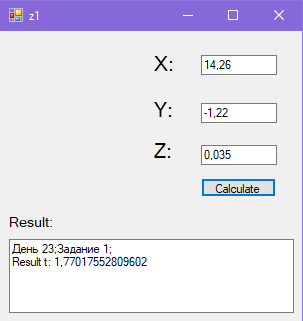 z1
X: 14,26
Y: -1,22
Z: 0,035
Calculate
Result:
День 23;Задание 1;
Result t: 1,77017552809602